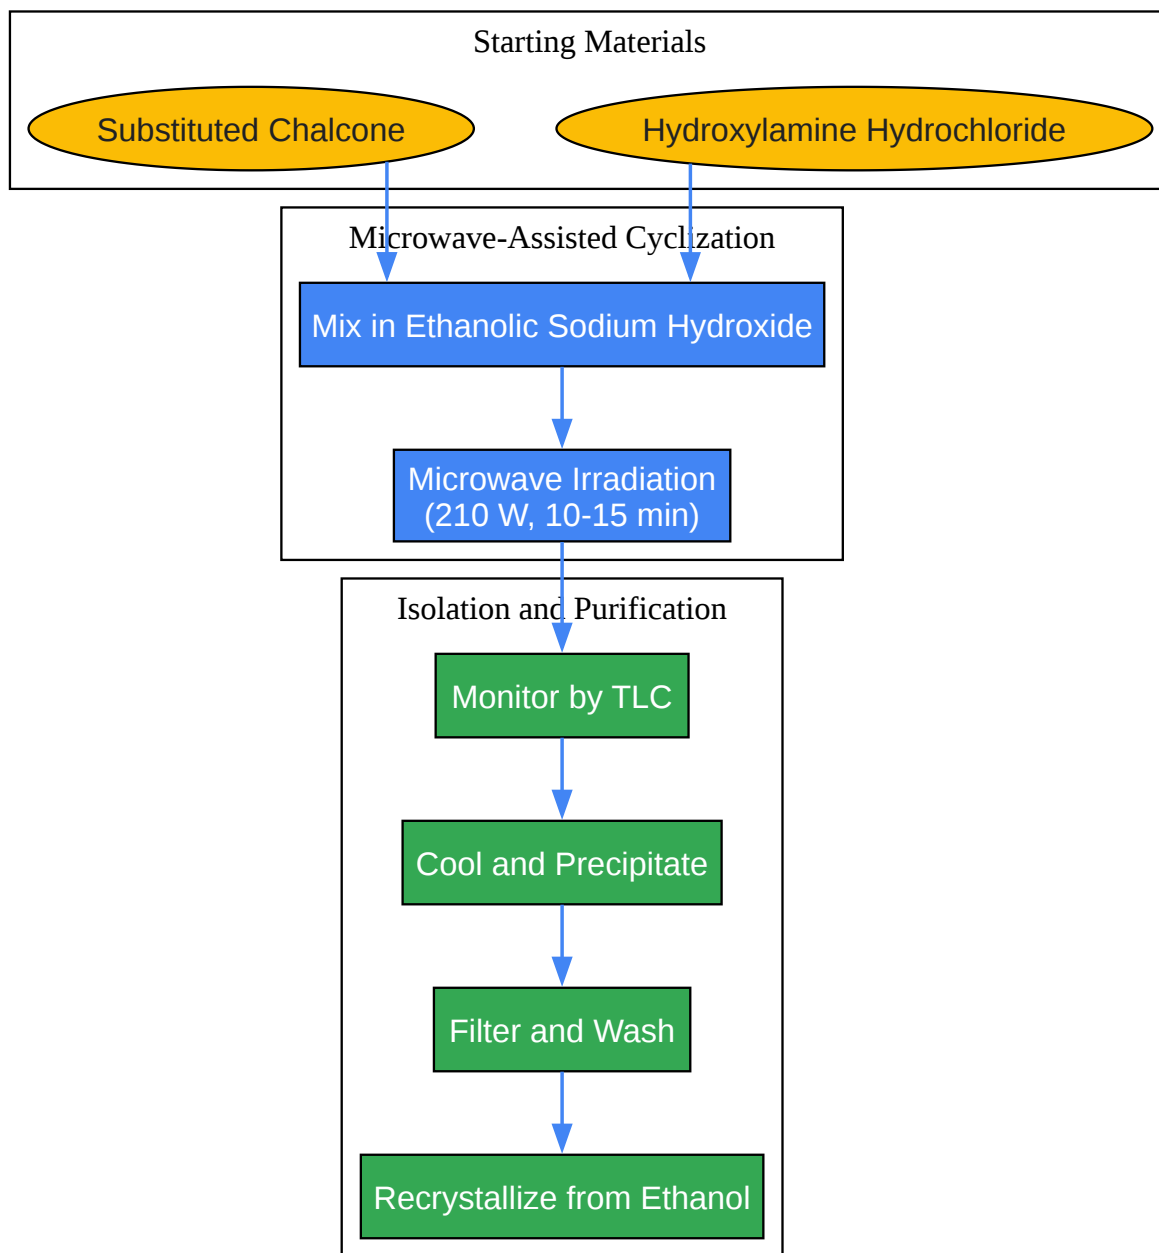 Starting Materials
Substituted Chalcone
Hydroxylamine Hydrochloride
Microwave-Assisted Cyclization
Mix in Ethanolic Sodium Hydroxide
Microwave Irradiation
(210 W, 10-15 min)
Isolation and Purification
Monitor by TLC
Cool and Precipitate
Filter and Wash
Recrystallize from Ethanol